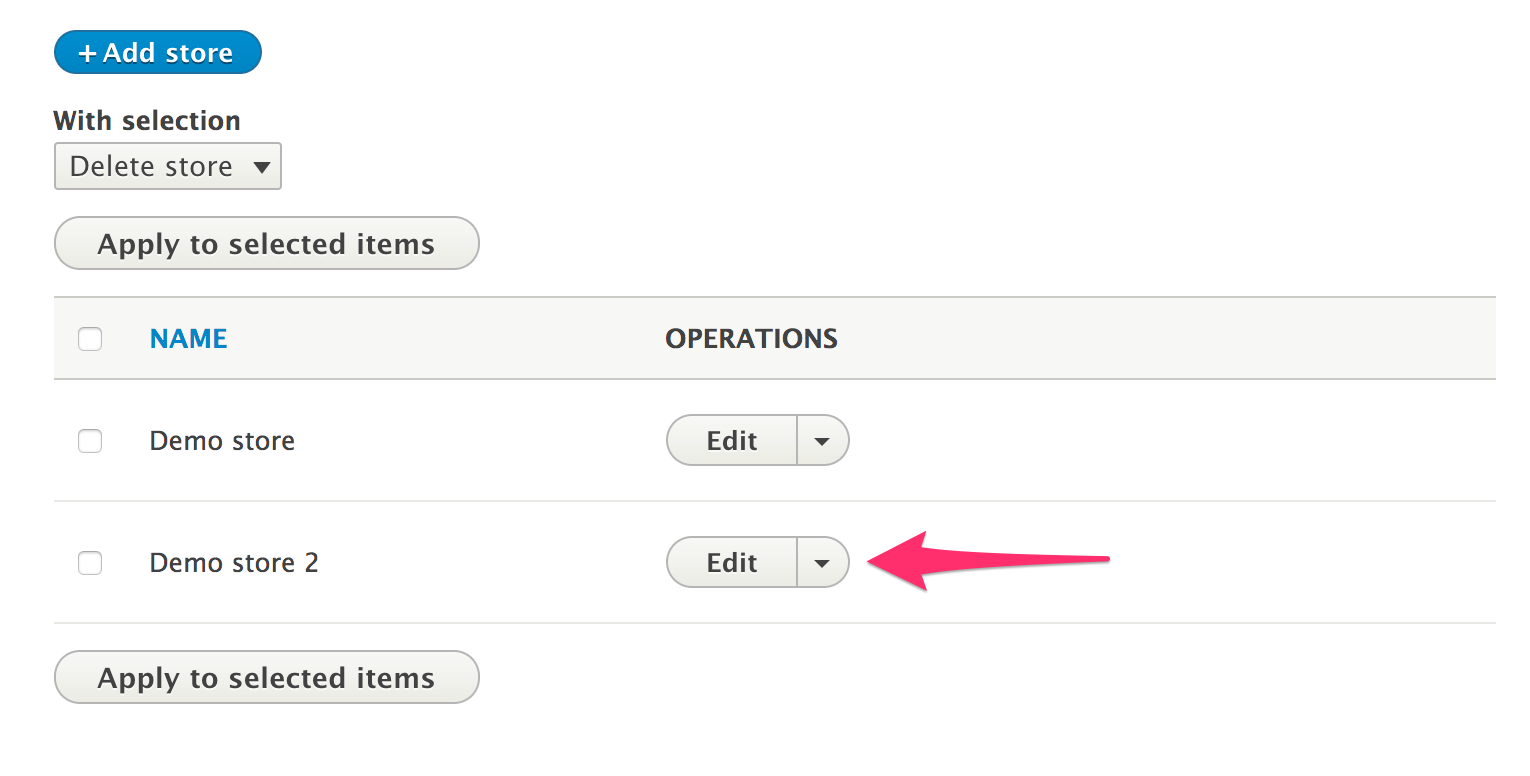 + Add store
With selection
Delete store
Apply to selected items
NAME OPERATIONS
Demo store Edit
Demo store 2 Edit
Apply to selected items